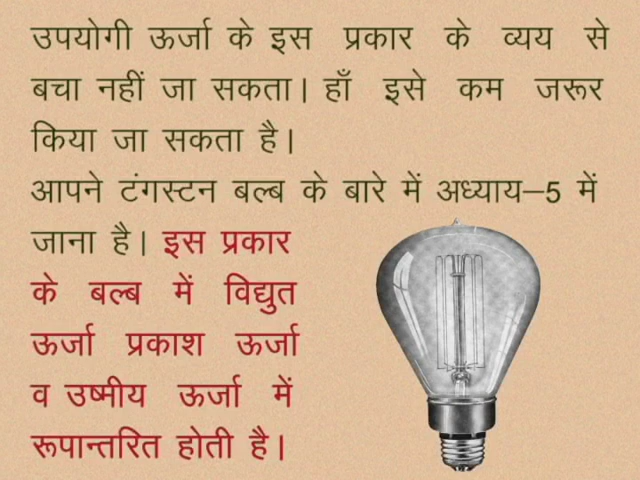 उपयोगी ऊर्जा के इस प्रकार के व्यय से
बचा नहीं जा सकता। हाँ इसे कम जरूर
किया जा सकता है।
आपने टंगस्टन बल्ब के बारे में अध्याय–5 में
जाना है। इस प्रकार
के बल्ब में विद्युत
ऊर्जा प्रकाश ऊर्जा
व उष्मीय ऊर्जा में
रूपान्तरित होती है।